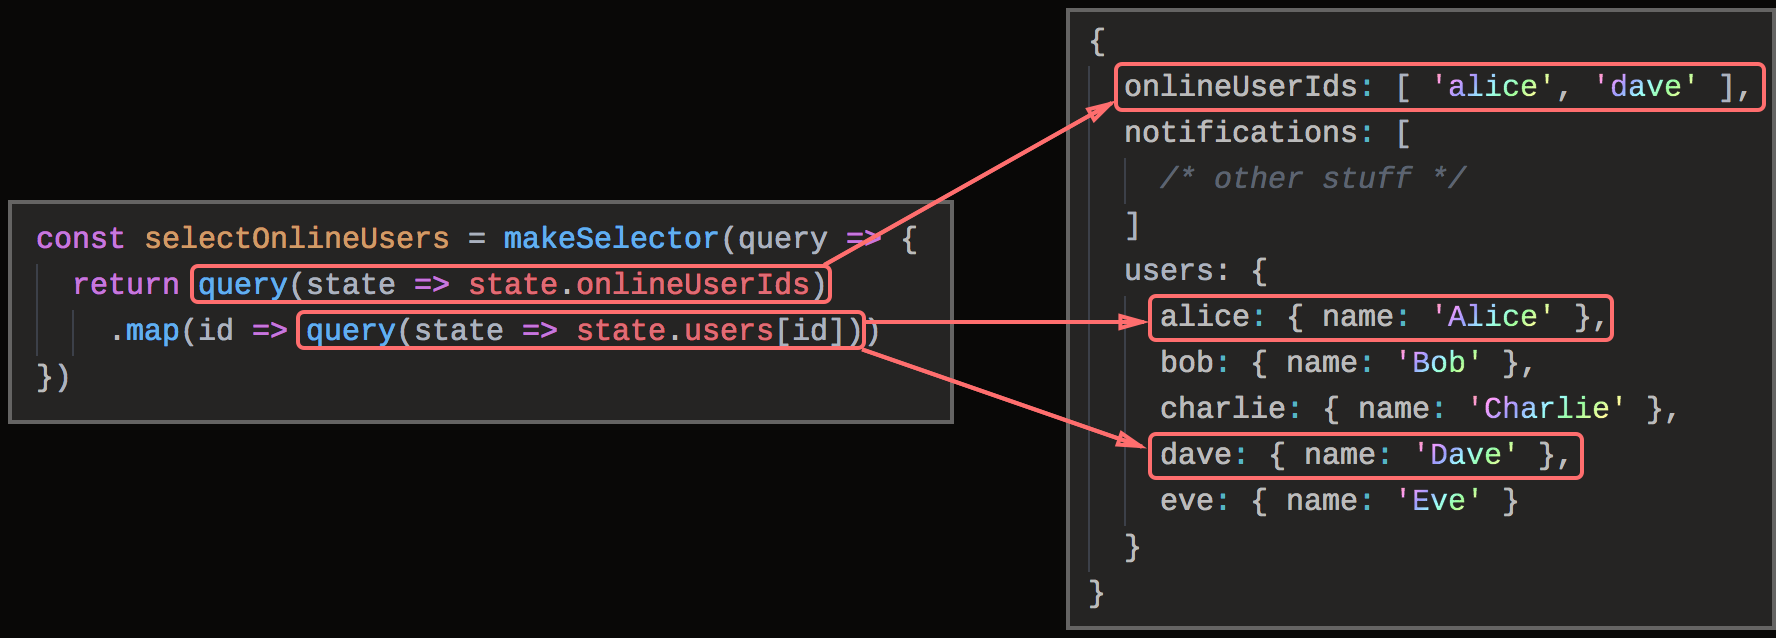 const selectOnlineUsers = makeSelector(query => {
  return query(state => state.onlineUserIds)
    .map(id => query(state => state.users[id]))
})
{
  onlineUserIds: [ 'alice', 'dave' ],
  notifications: [
    /* other stuff */
  ]
  users: {
    alice: { name: 'Alice' },
    bob: { name: 'Bob' },
    charlie: { name: 'Charlie' },
    dave: { name: 'Dave' },
    eve: { name: 'Eve' }
  }
}